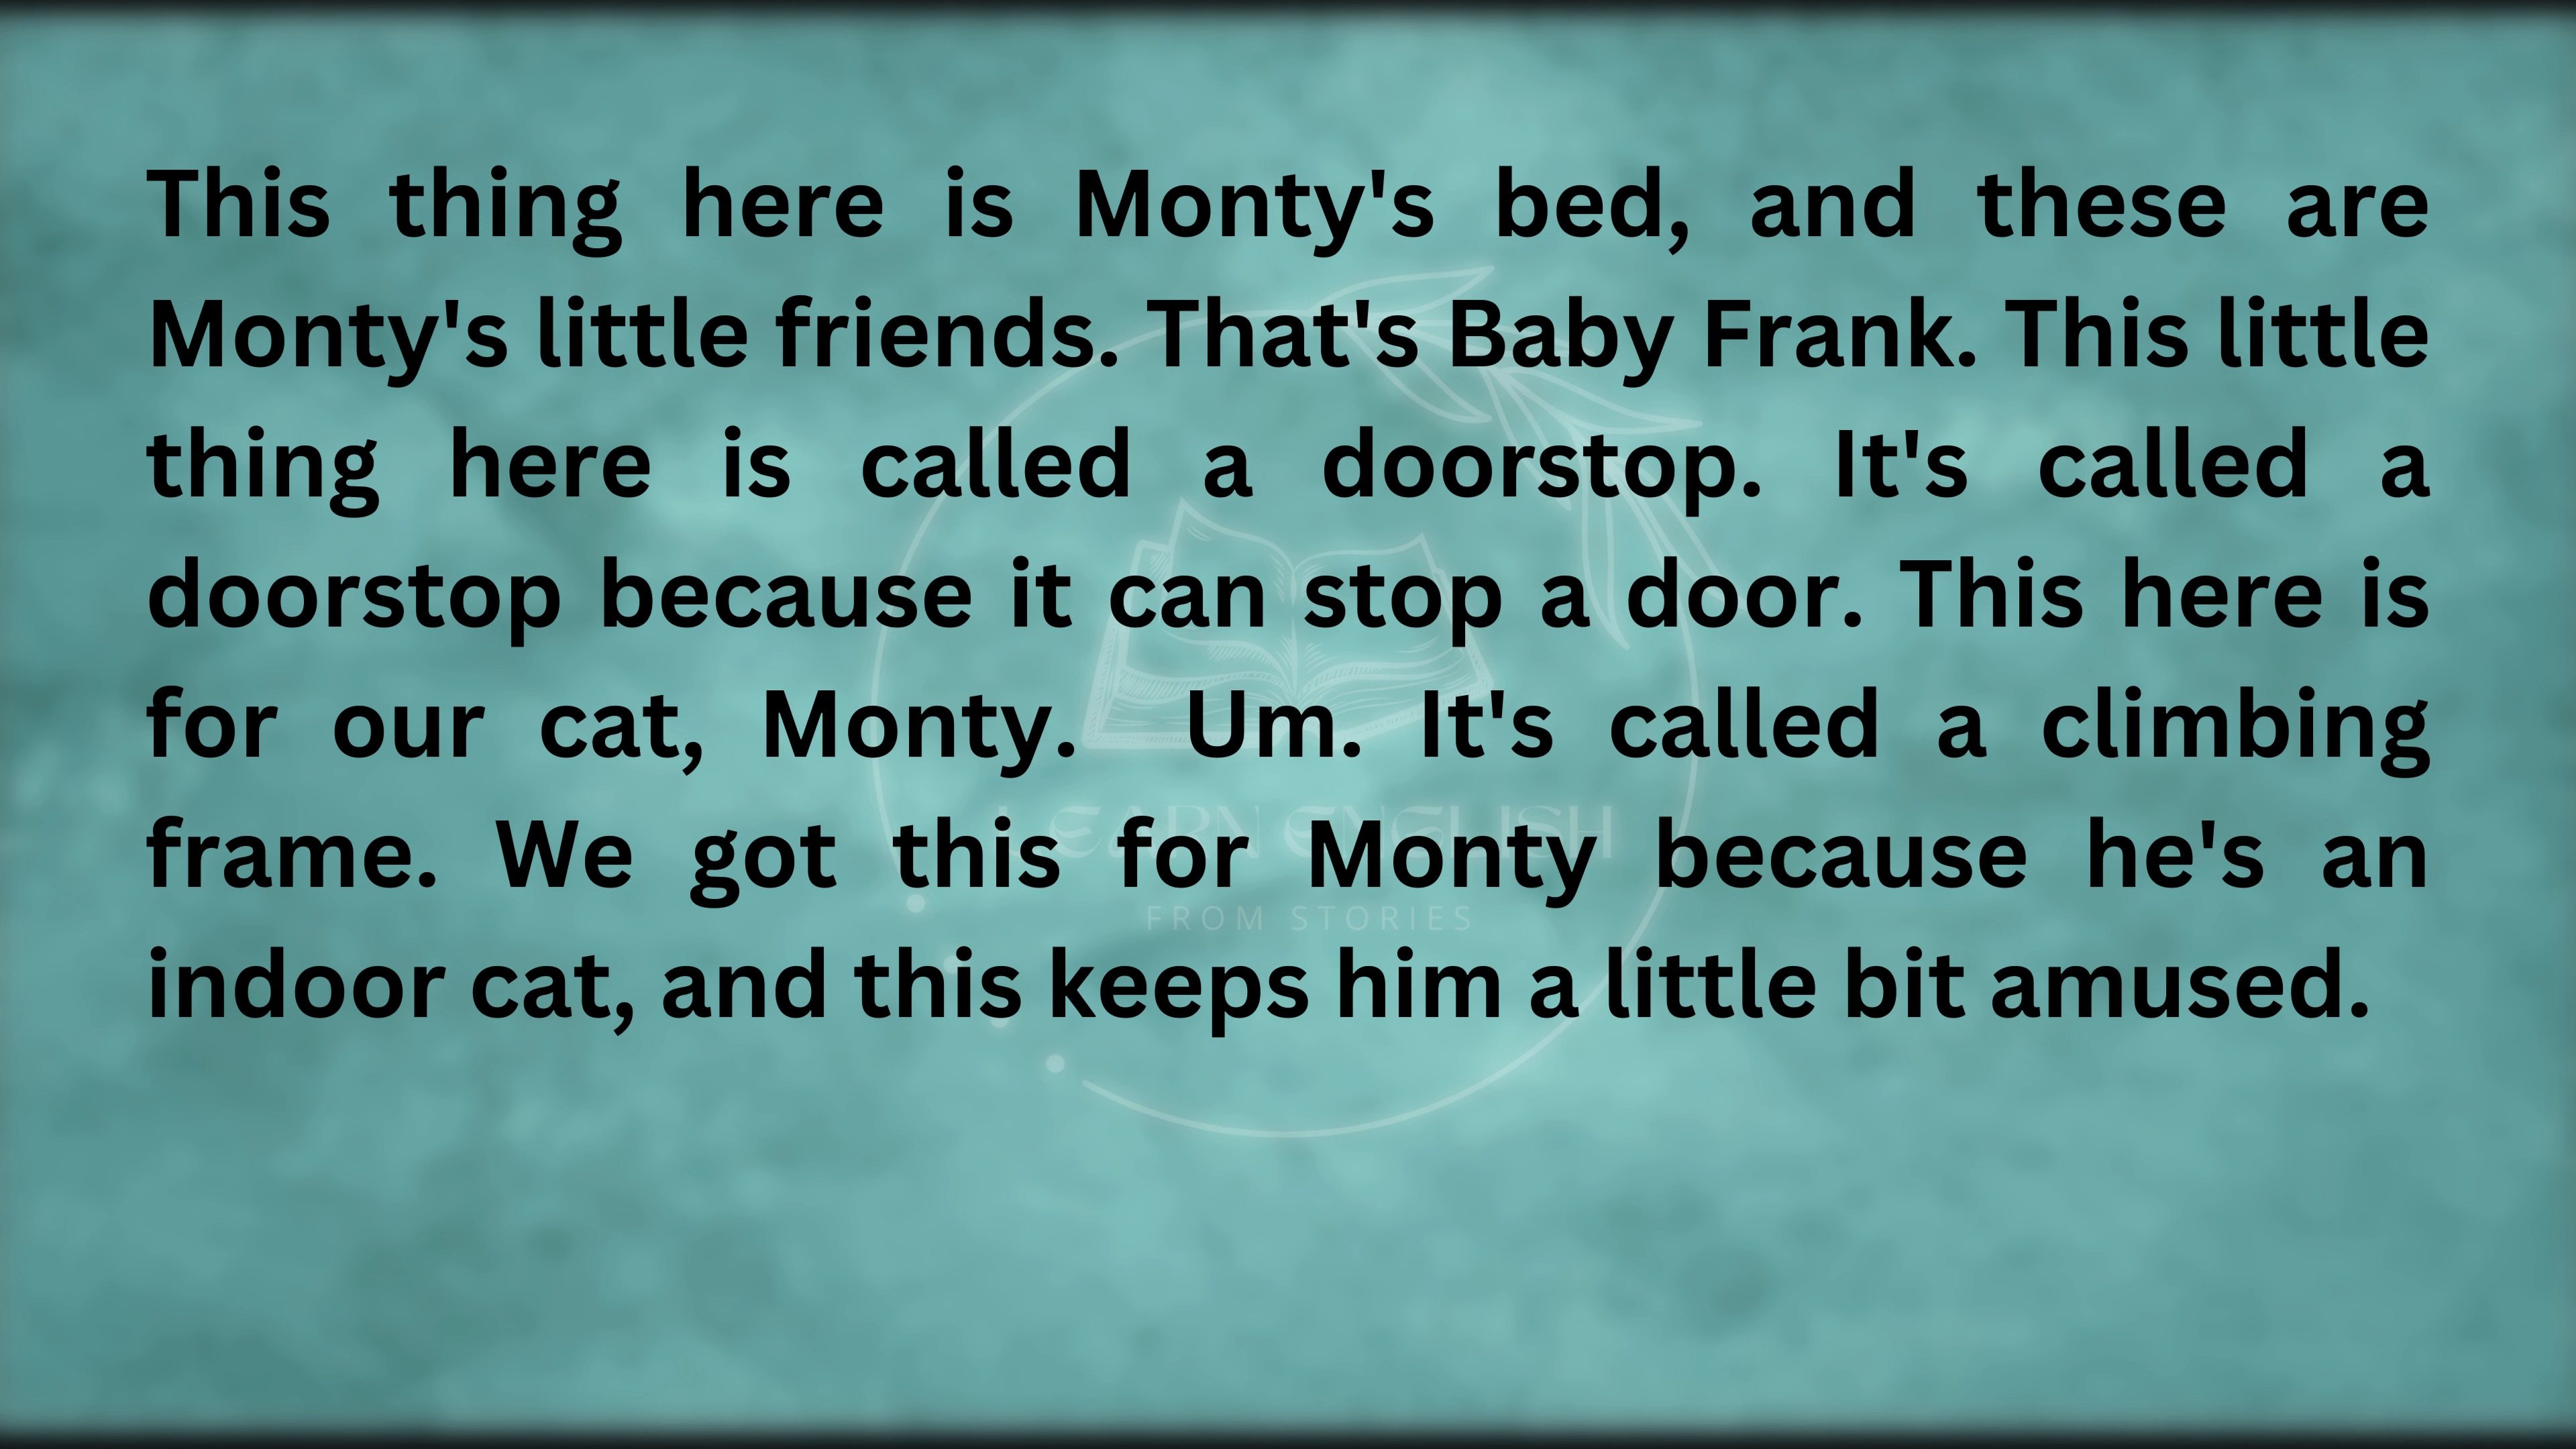 This thing here is Monty's bed, and these are
Monty's little friends. That's Baby Frank. This little
thing here is called a doorstop. It's called a
doorstop because it can stop a door. This here is
for our cat, Monty.  Um. It's called a climbing
frame. We got this for Monty because he's an
indoor cat, and this keeps him a little bit amused.
LEARN ENGLISH
FROM STORIES